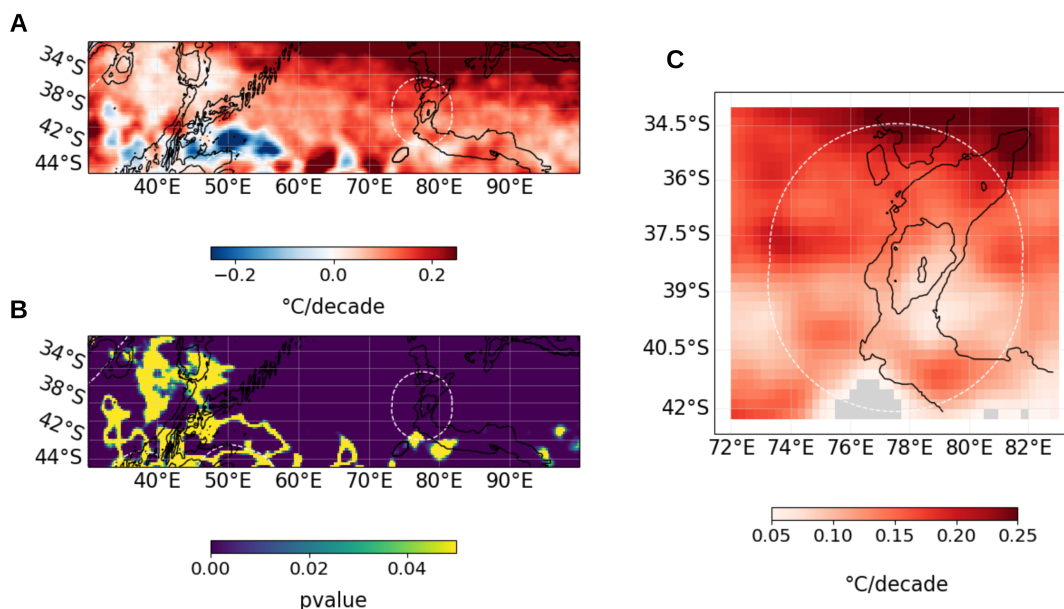 A
34°S
38°S
42°S
44°S
40°E 50°E 60°E 70°E 80°E 90°E
−0.2 0.0 0.2
°C/decade
B
34°S
38°S
42°S
44°S
40°E 50°E 60°E 70°E 80°E 90°E
0.00 0.02 0.04
pvalue
C
34.5°S
36°S
37.5°S
39°S
40.5°S
42°S
72°E 74°E 76°E 78°E 80°E 82°E
0.05 0.10 0.15 0.20 0.25
°C/decade